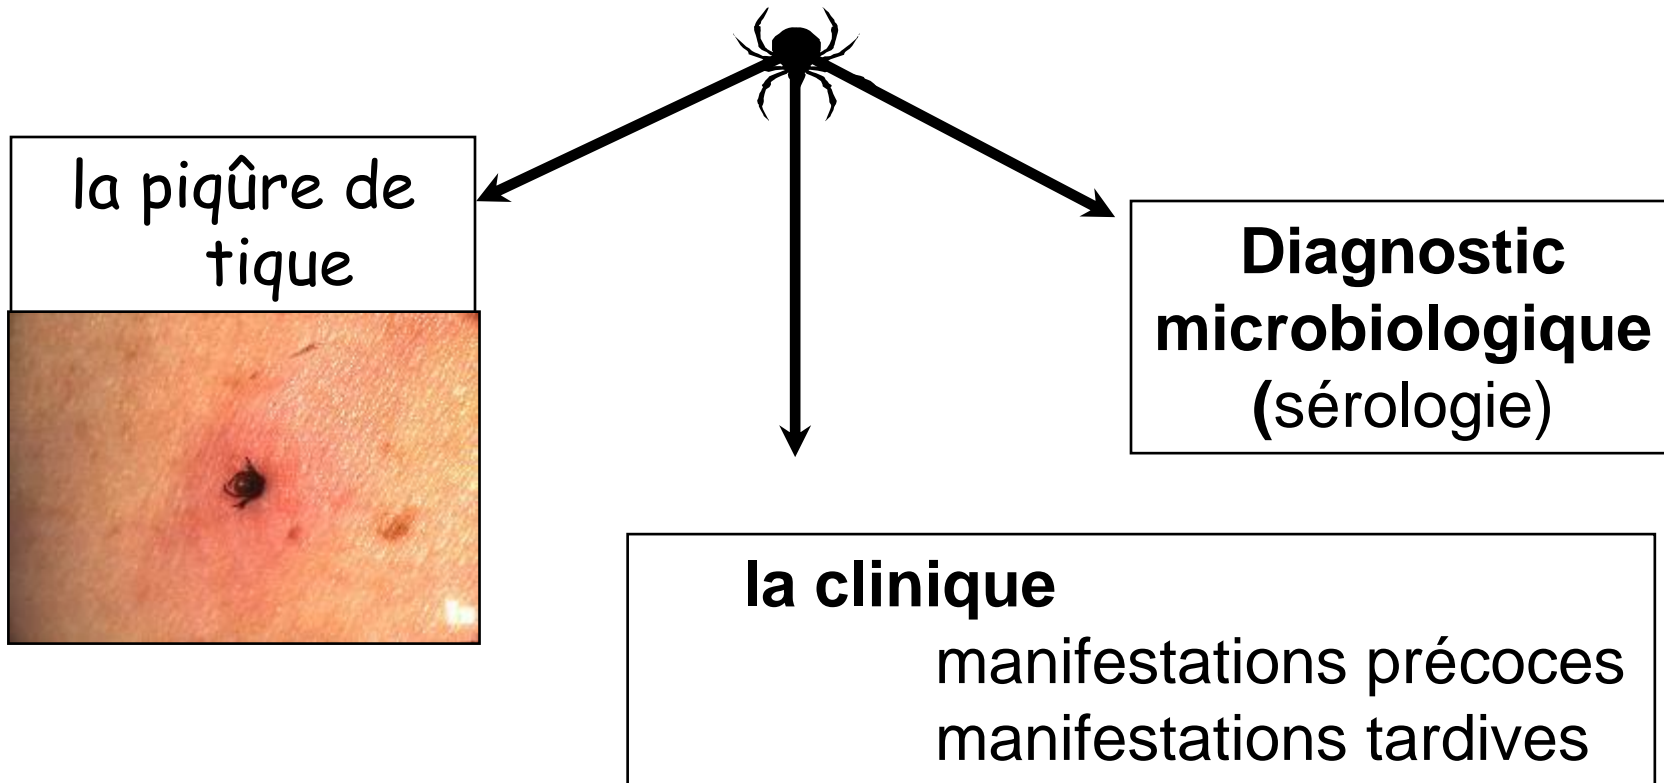 la piqûre de
tique
Diagnostic
microbiologique
(sérologie)
la clinique
manifestations précoces
manifestations tardives